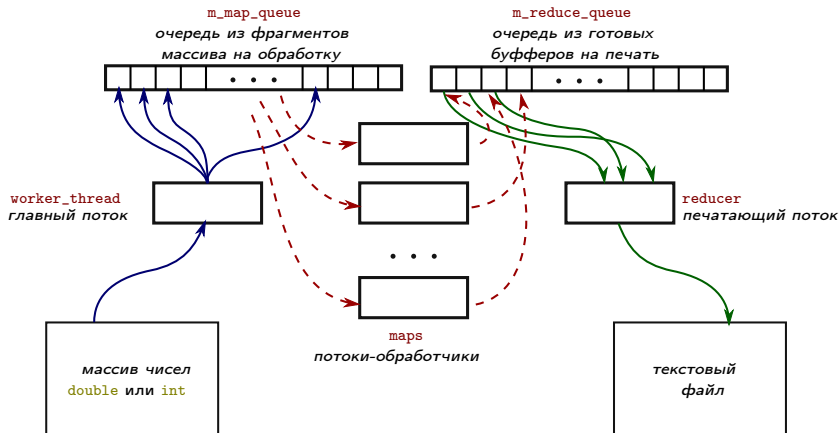 m_map_queue
очередь из фрагментов
массива на обработку
m_reduce_queue
очередь из готовых
буфферов на печать
worker_thread
главный поток
reducer
печатающий поток
maps
потоки-обработчики
массив чисел
double или int
текстовый
файл